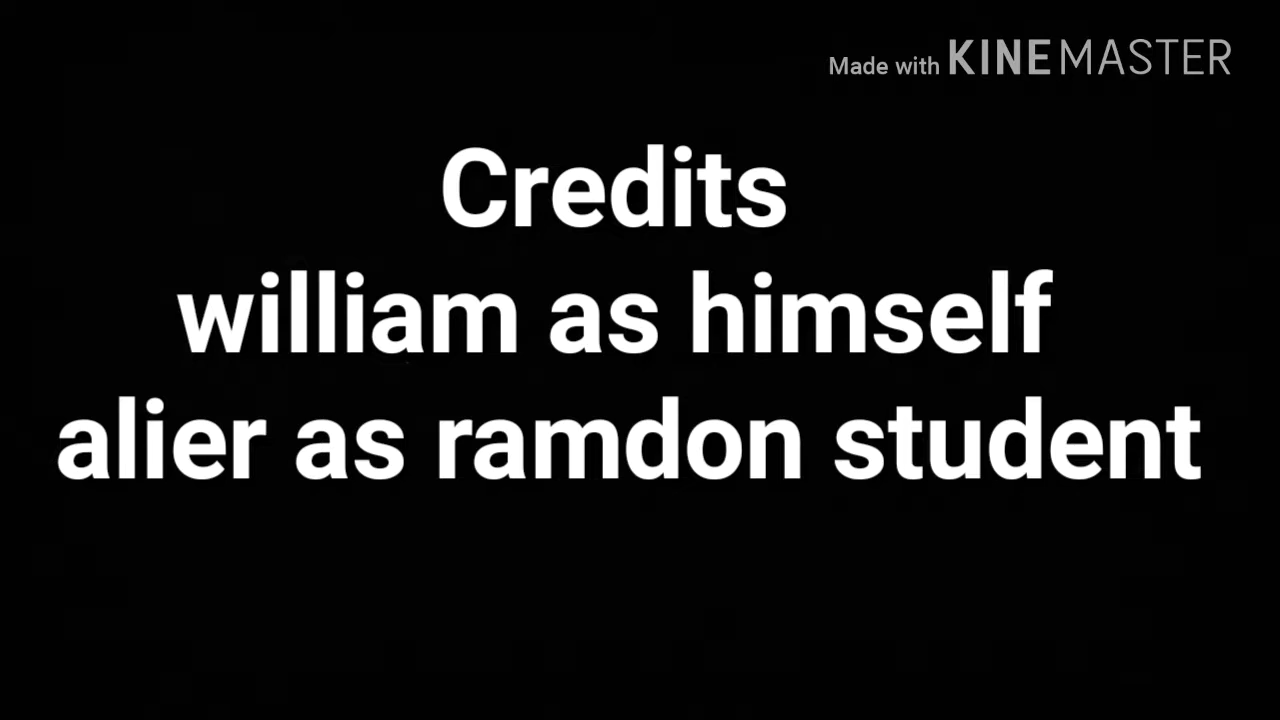 Made with KINEMASTER
Credits
william as himself
alier as ramdon student